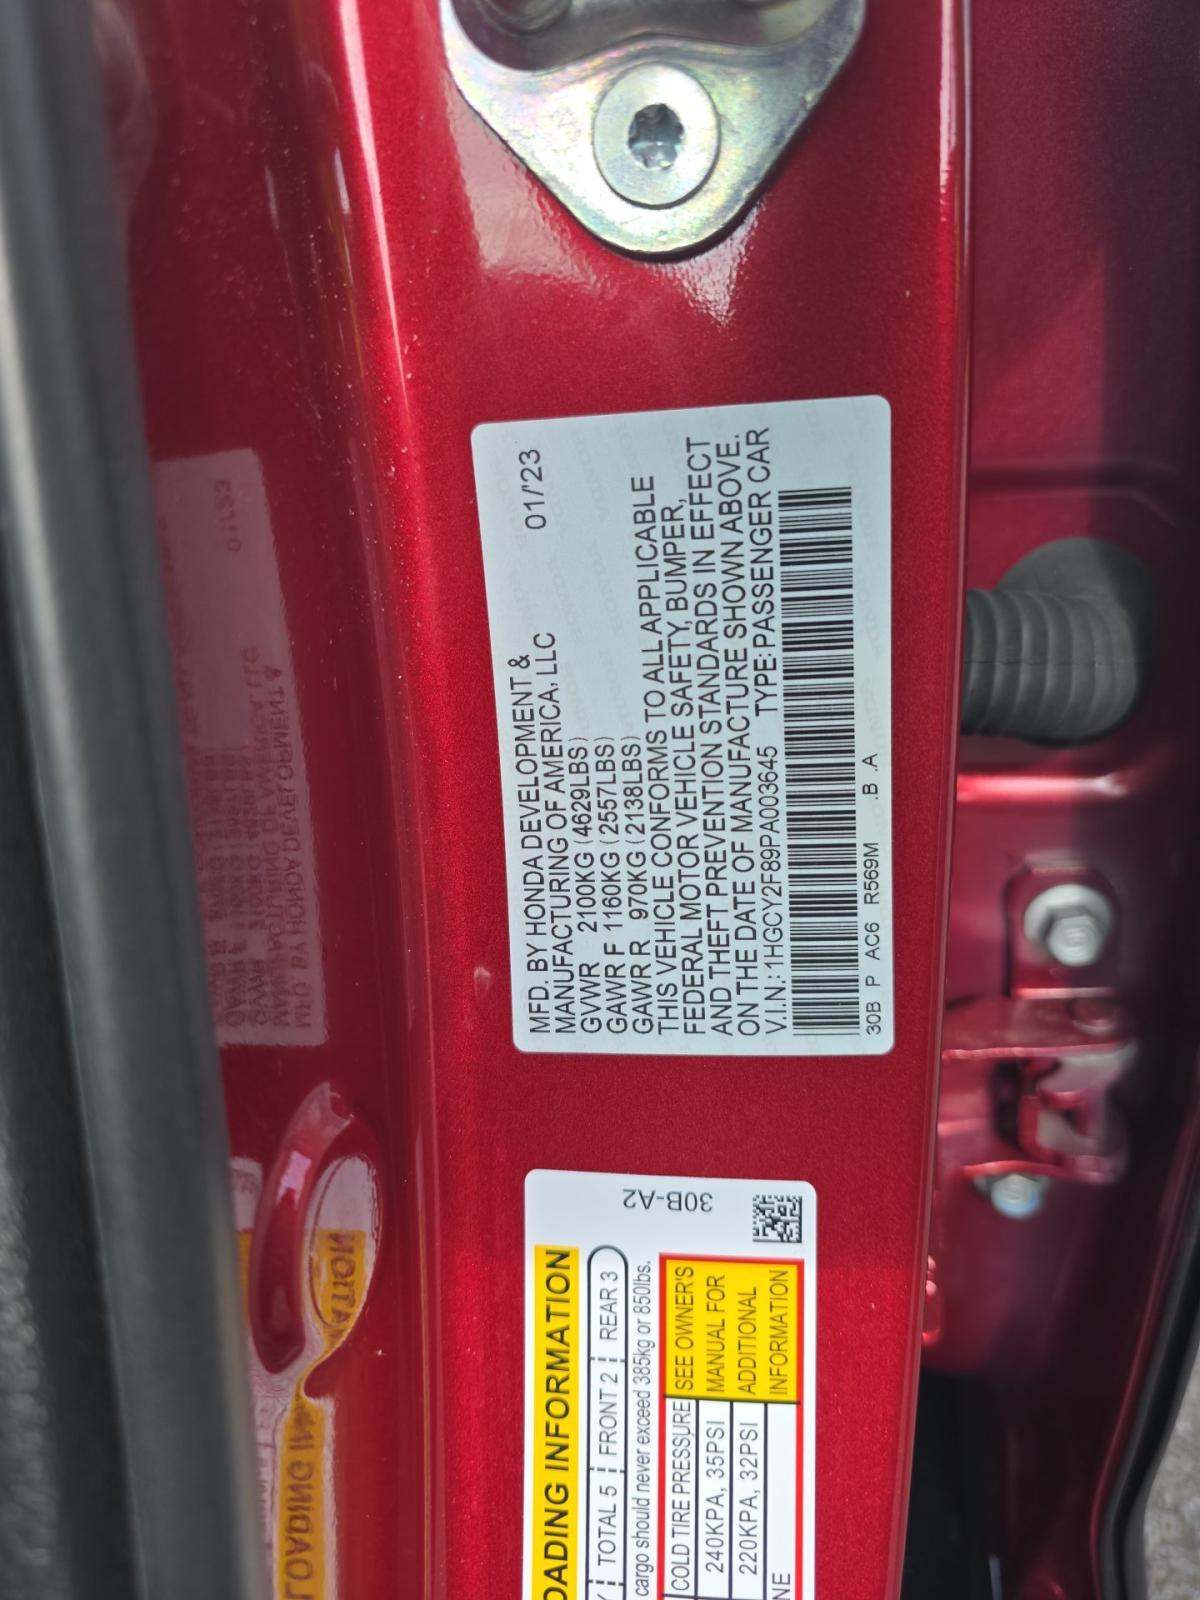 MFD. BY HONDA DEVELOPMENT &
MANUFACTURING OF AMERICA, LLC 01/'23
GVWR 2100KG (4629LBS)
GAWR F 1160KG (2557LBS)
GAWR R 970KG (2138LBS)
THIS VEHICLE CONFORMS TO ALL APPLICABLE
FEDERAL MOTOR VEHICLE SAFETY, BUMPER,
AND THEFT PREVENTION STANDARDS IN EFFECT
ON THE DATE OF MANUFACTURE SHOWN ABOVE.
V.I.N.: 1HGCY2F89PA003645 TYPE: PASSENGER CAR
30B P AC6 R569M .B .A
30B-A2
OADING INFORMATION
TOTAL 5 FRONT 2 REAR 3
cargo should never exceed 385kg or 850lbs.
COLD TIRE PRESSURE
240KPA, 35PSI
220KPA, 32PSI
NE
SEE OWNER'S
MANUAL FOR
ADDITIONAL
INFORMATION